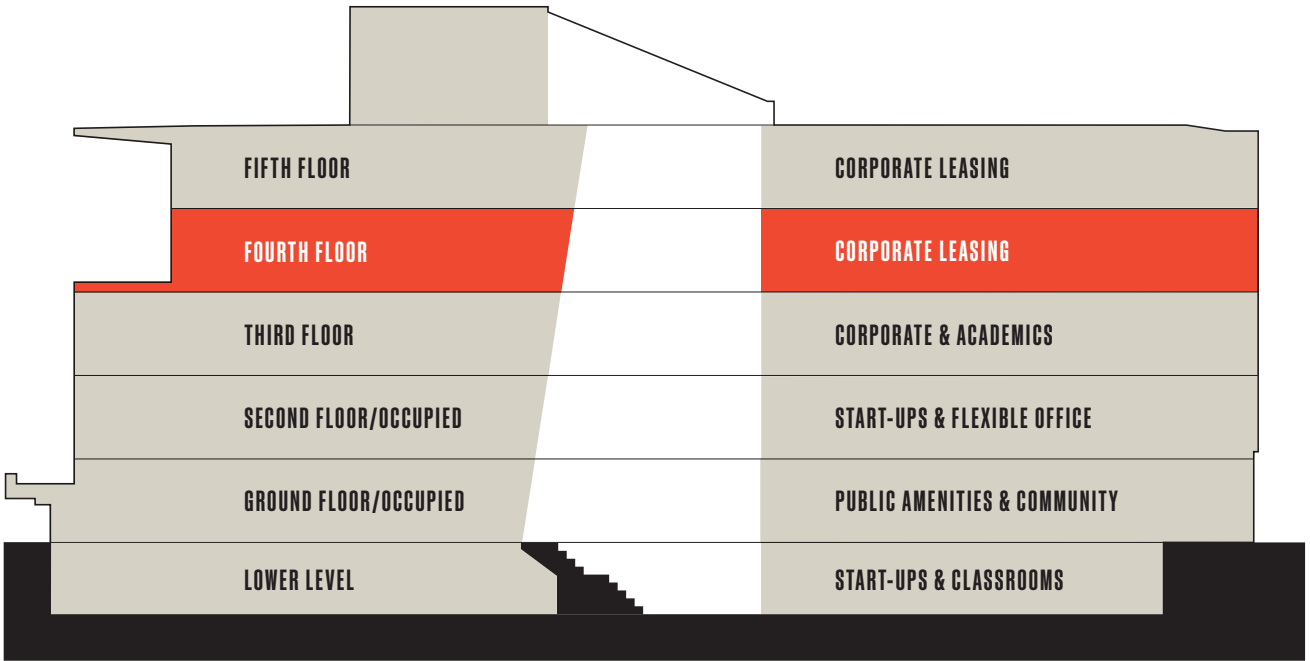 FIFTH FLOOR
CORPORATE LEASING
FOURTH FLOOR
CORPORATE LEASING
THIRD FLOOR
CORPORATE & ACADEMICS
SECOND FLOOR/OCCUPIED
START-UPS & FLEXIBLE OFFICE
GROUND FLOOR/OCCUPIED
PUBLIC AMENITIES & COMMUNITY
LOWER LEVEL
START-UPS & CLASSROOMS